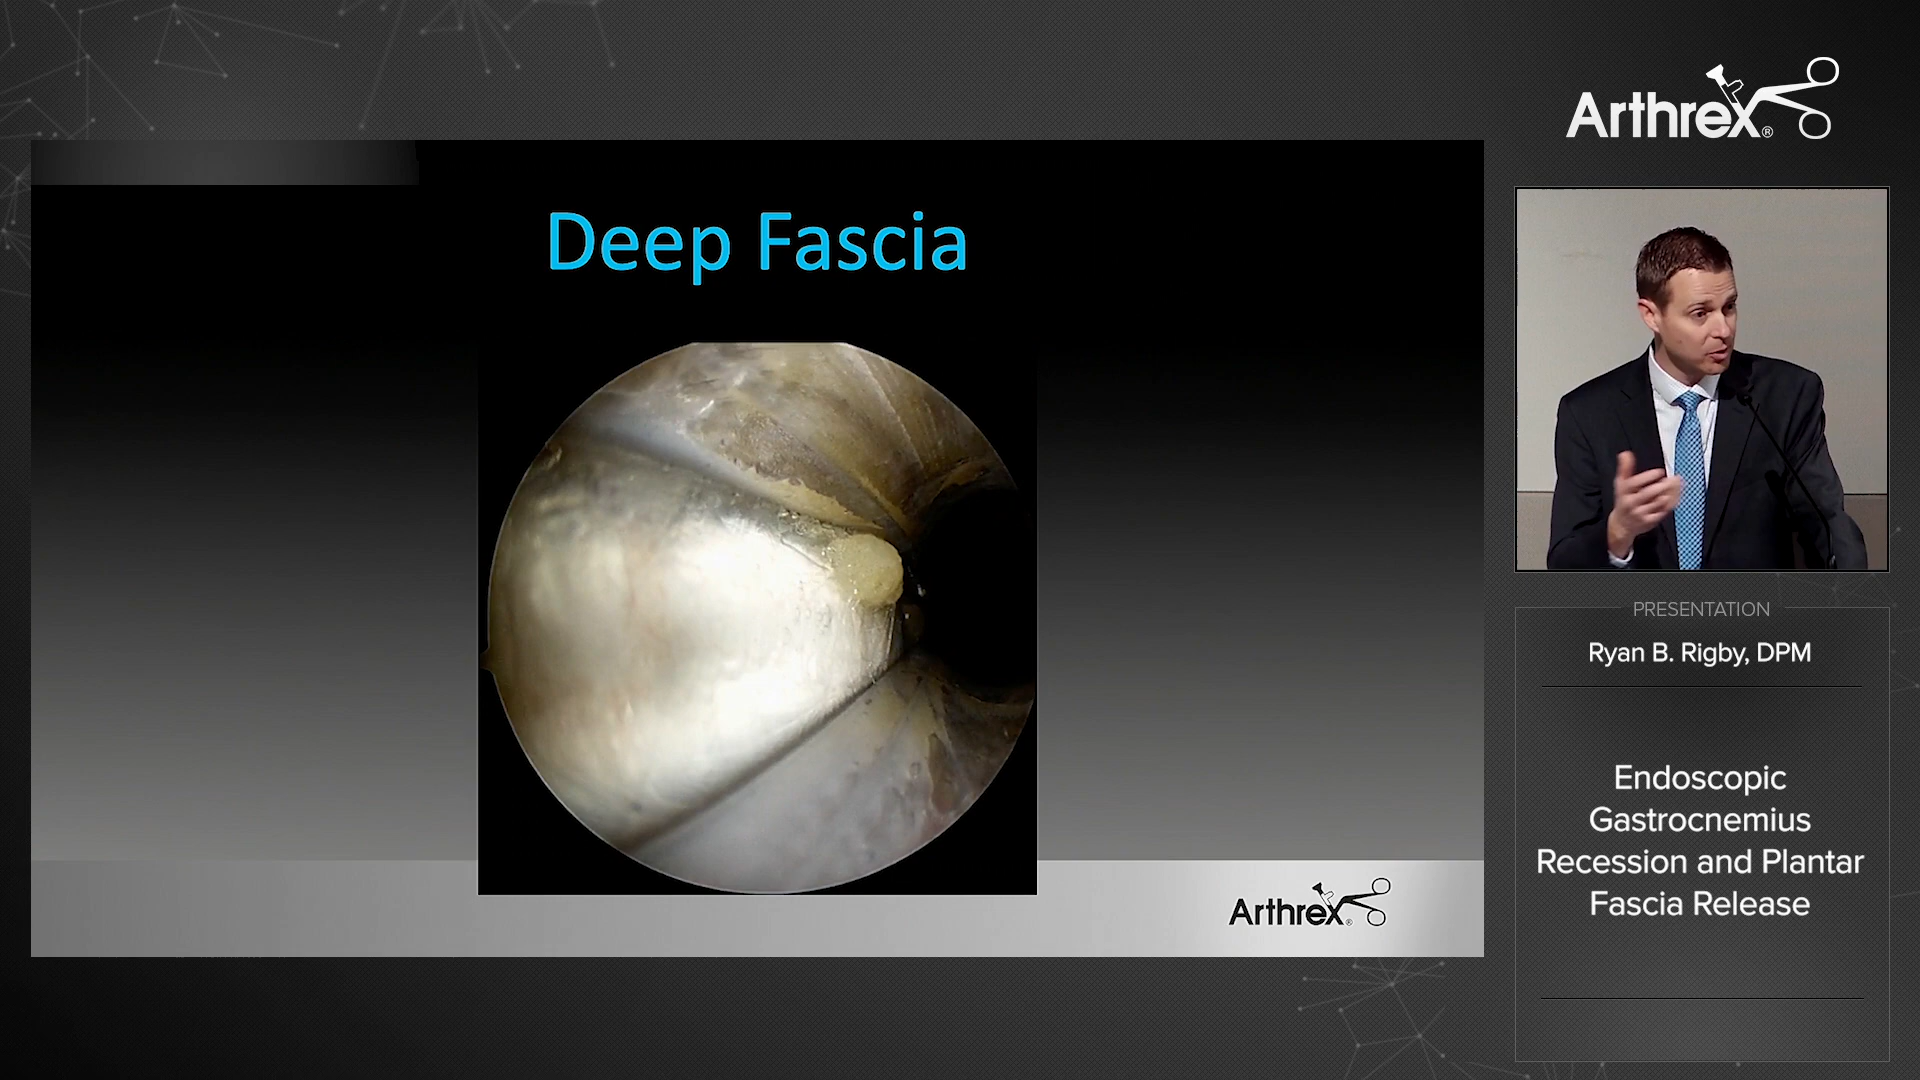 Arthrex®
Deep Fascia
Arthrex®
PRESENTATION
Ryan B. Rigby, DPM
Endoscopic
Gastrocnemius
Recession and Plantar
Fascia Release